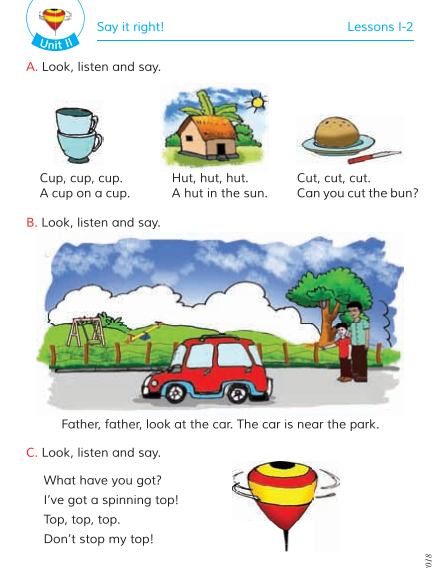 Unit 11
Say it right!
Lessons 1-2
A. Look, listen and say.
Cup, cup, cup.
A cup on a cup.
Hut, hut, hut.
A hut in the sun.
Cut, cut, cut.
Can you cut the bun?
B. Look, listen and say.
Father, father, look at the car. The car is near the park.
C. Look, listen and say.
What have you got?
I've got a spinning top!
Top, top, top.
Don't stop my top!